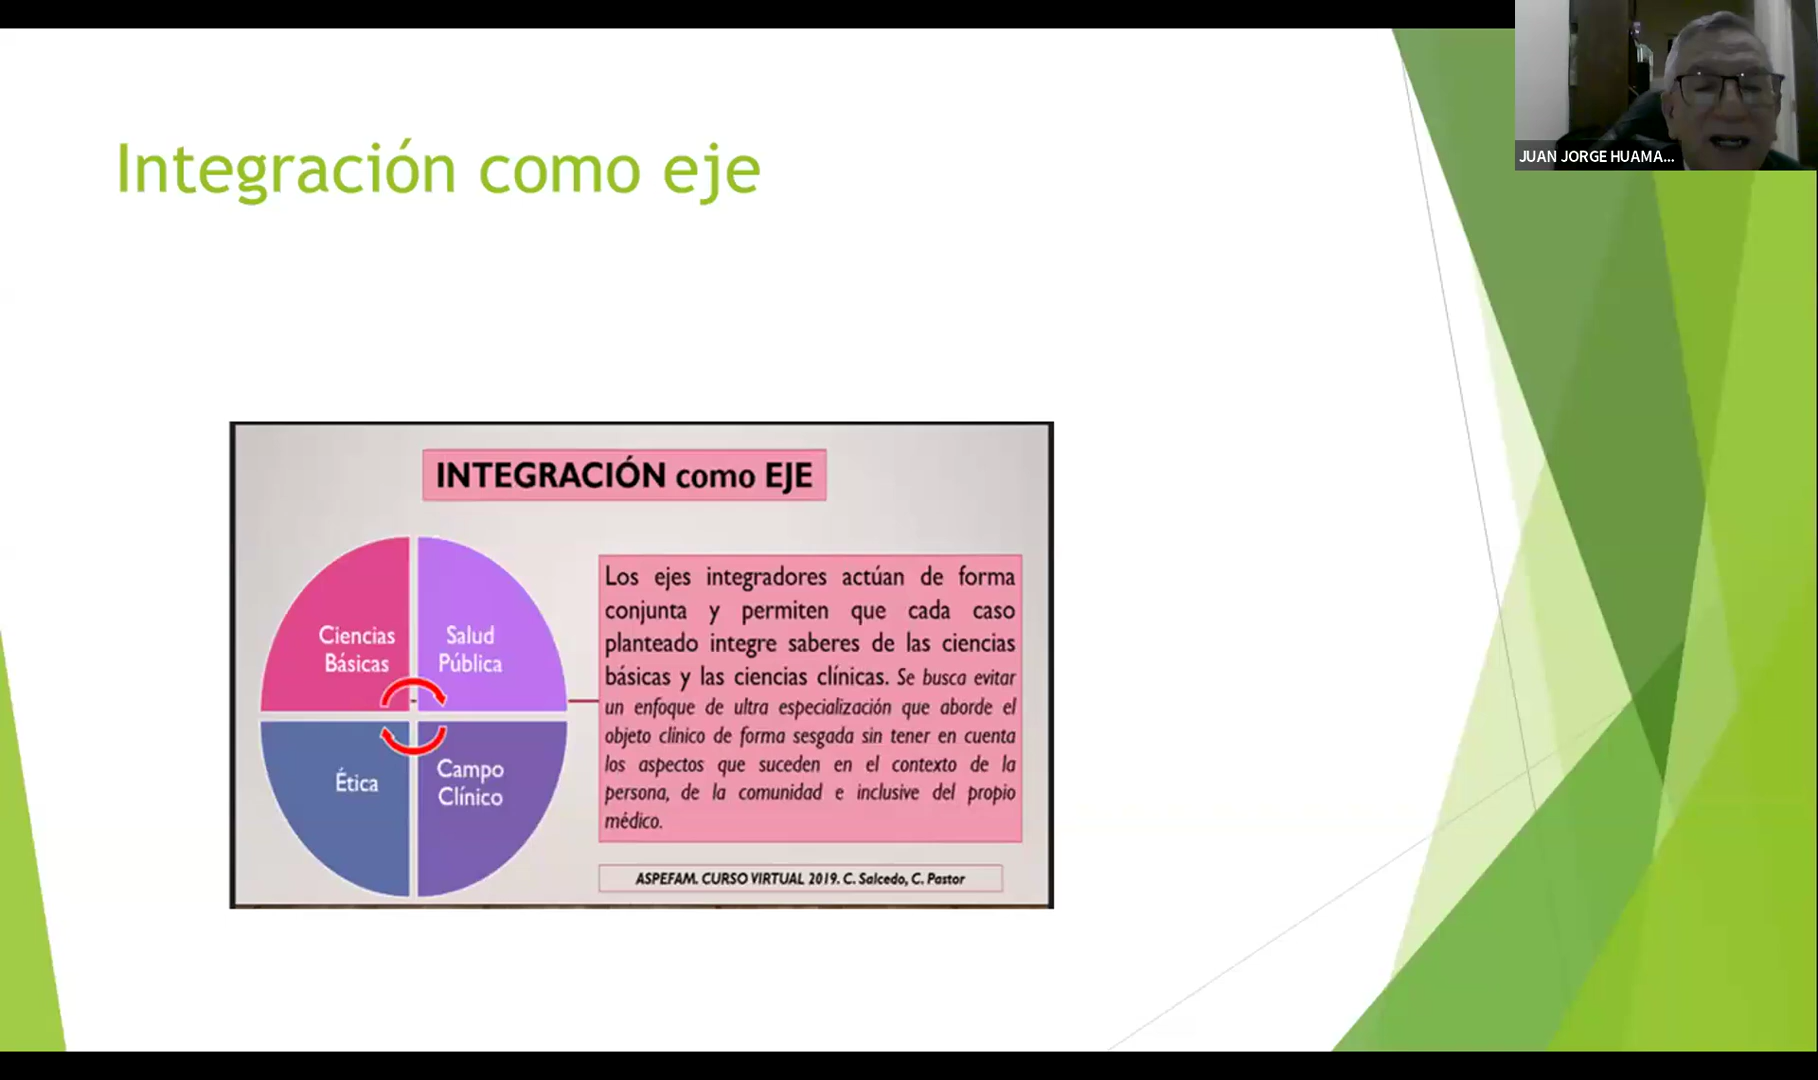 JUAN JORGE HUAMA...
Integración como eje
INTEGRACIÓN como EJE
Ciencias
Básicas
Salud
Pública
Ética
Campo
Clínico
Los ejes integradores actúan de forma
conjunta y permiten que cada caso
planteado integre saberes de las ciencias
básicas y las ciencias clínicas. Se busca evitar
un enfoque de ultra especialización que aborde el
objeto clínico de forma sesgada sin tener en cuenta
los aspectos que suceden en el contexto de la
persona, de la comunidad e inclusive del propio
médico.
ASPEFAM. CURSO VIRTUAL 2019. C. Salcedo, C. Pastor